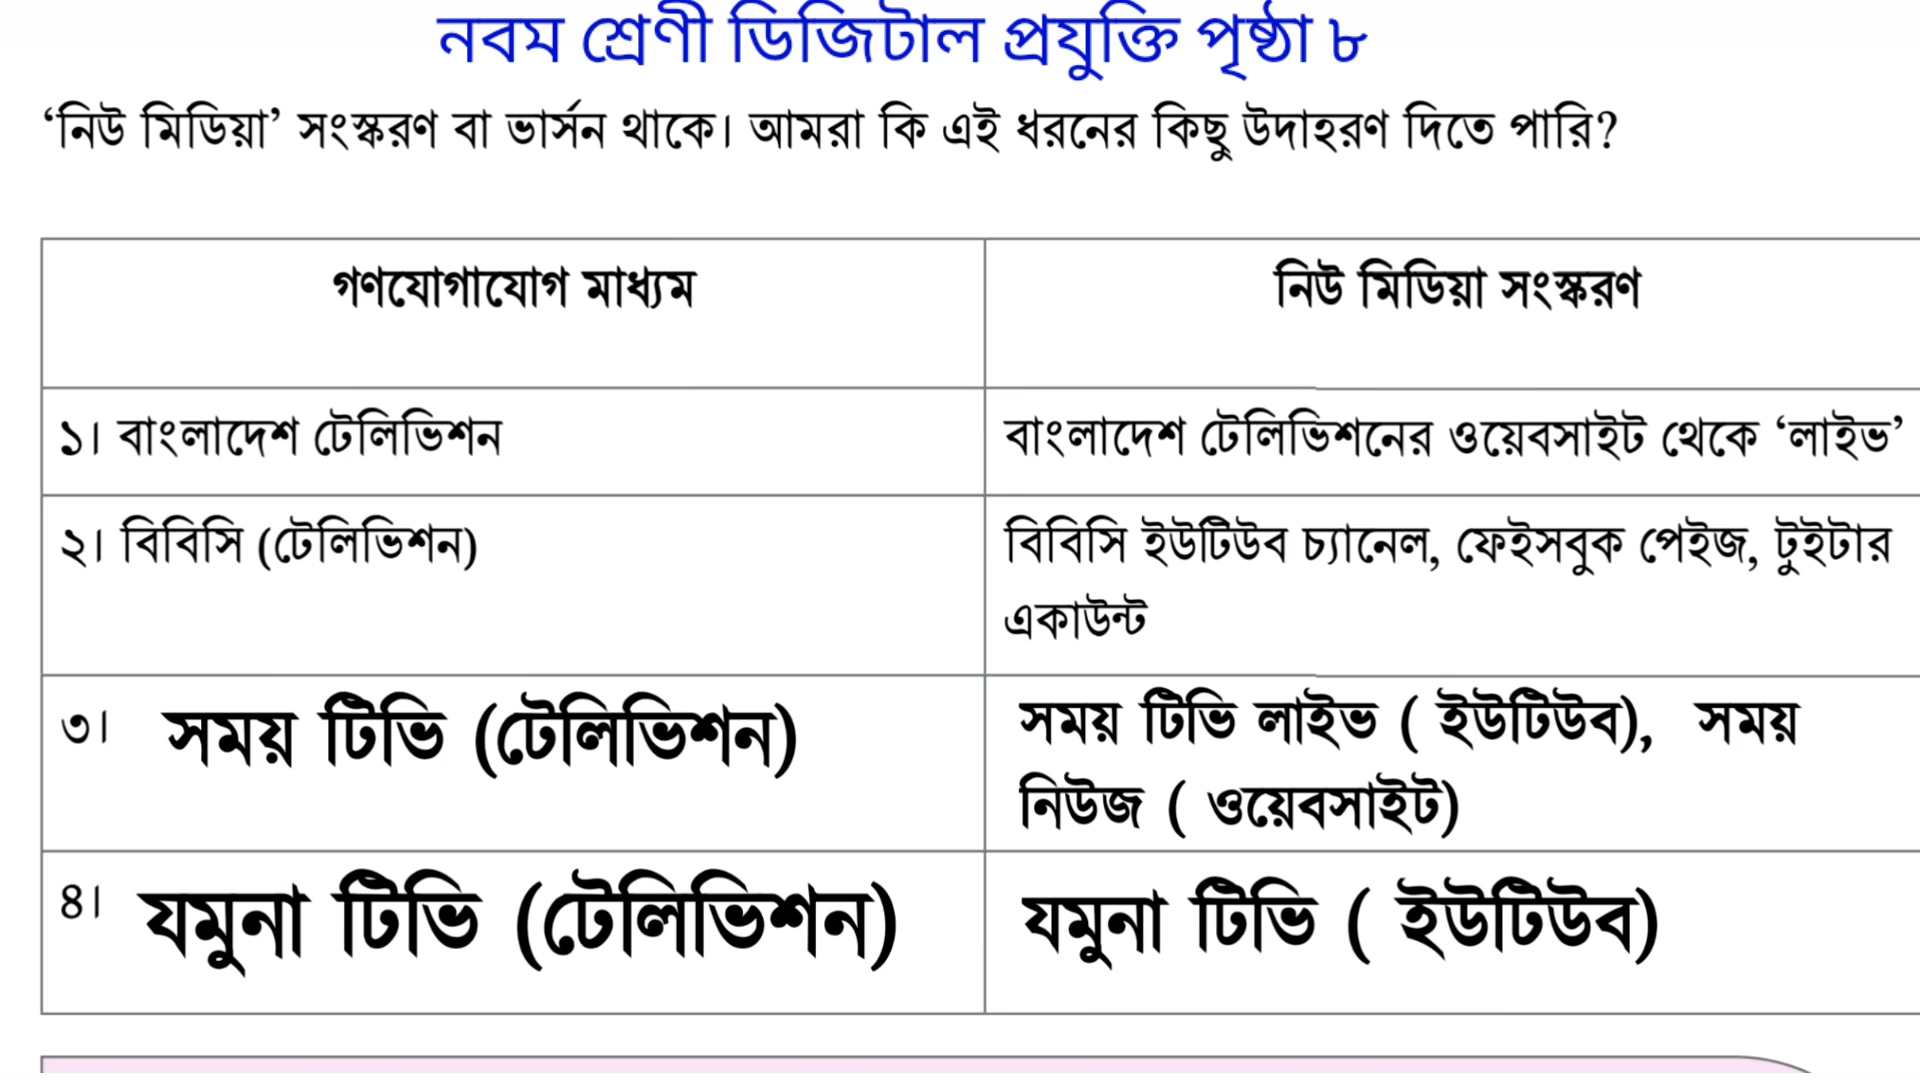 নবম শ্রেণী ডিজিটাল প্রযুক্তি পৃষ্ঠা ৮
‘নিউ মিডিয়া’ সংস্করণ বা ভার্সন থাকে। আমরা কি এই ধরনের কিছু উদাহরণ দিতে পারি?
গণযোগাযোগ মাধ্যম
নিউ মিডিয়া সংস্করণ
১। বাংলাদেশ টেলিভিশন
বাংলাদেশ টেলিভিশনের ওয়েবসাইট থেকে ‘লাইভ’
২। বিবিসি (টেলিভিশন)
বিবিসি ইউটিউব চ্যানেল, ফেইসবুক পেইজ, টুইটার
একাউন্ট
৩। সময় টিভি (টেলিভিশন)
সময় টিভি লাইভ ( ইউটিউব), সময়
নিউজ ( ওয়েবসাইট)
৪। যমুনা টিভি (টেলিভিশন)
যমুনা টিভি ( ইউটিউব)